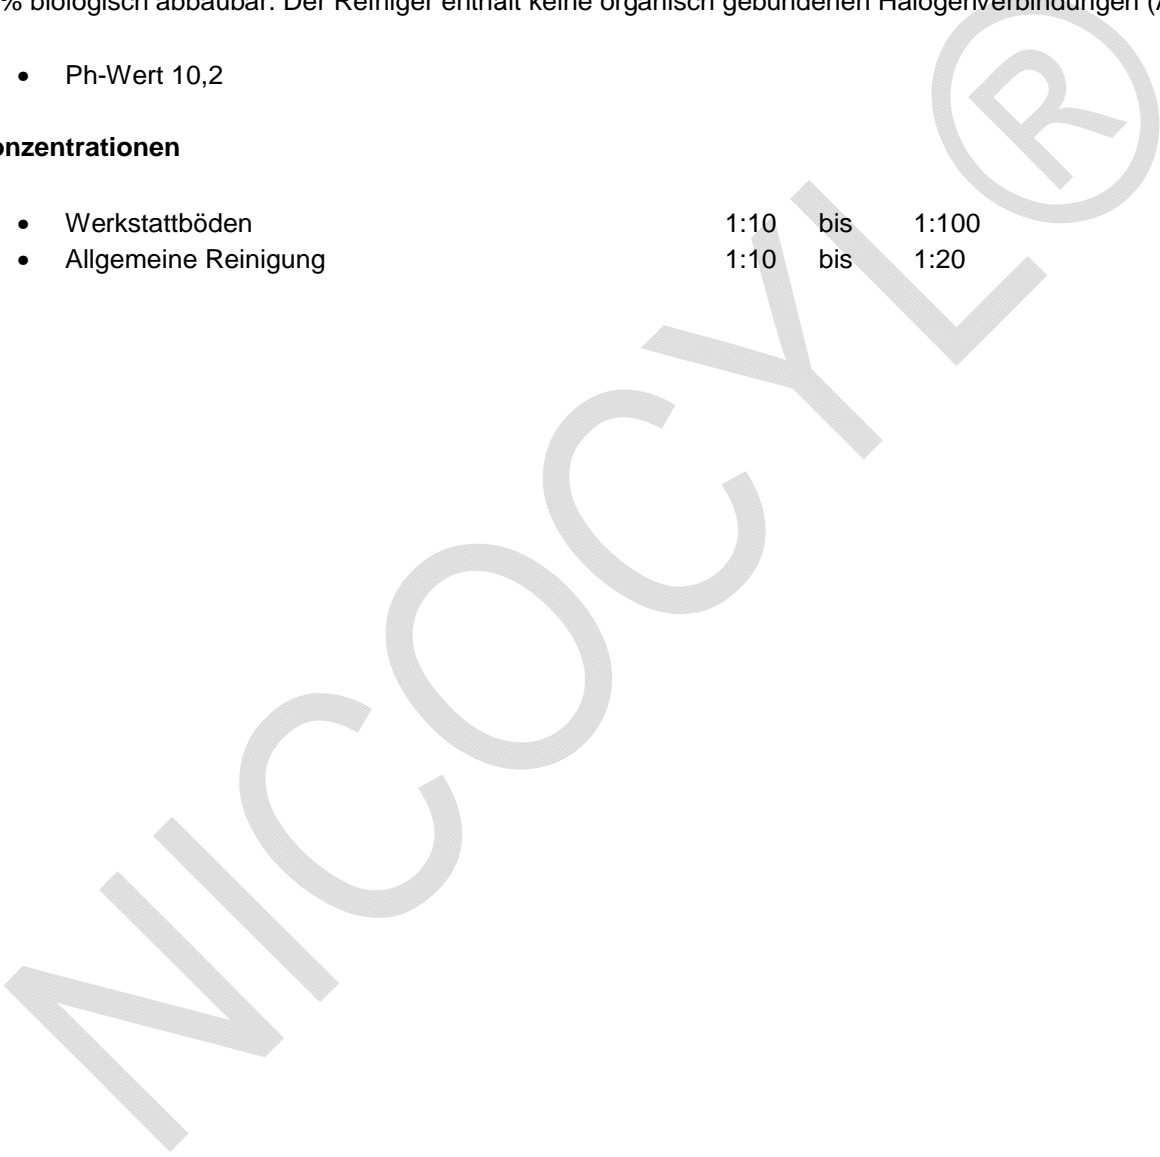 % biologisch abbaubar. Der Reiniger enthält keine organisch gebundenen Halogenverbindungen (
• Ph-Wert 10,2
onzentrationen
• Werkstattböden 1:10 bis 1:100
• Allgemeine Reinigung 1:10 bis 1:20
NICOCYL®